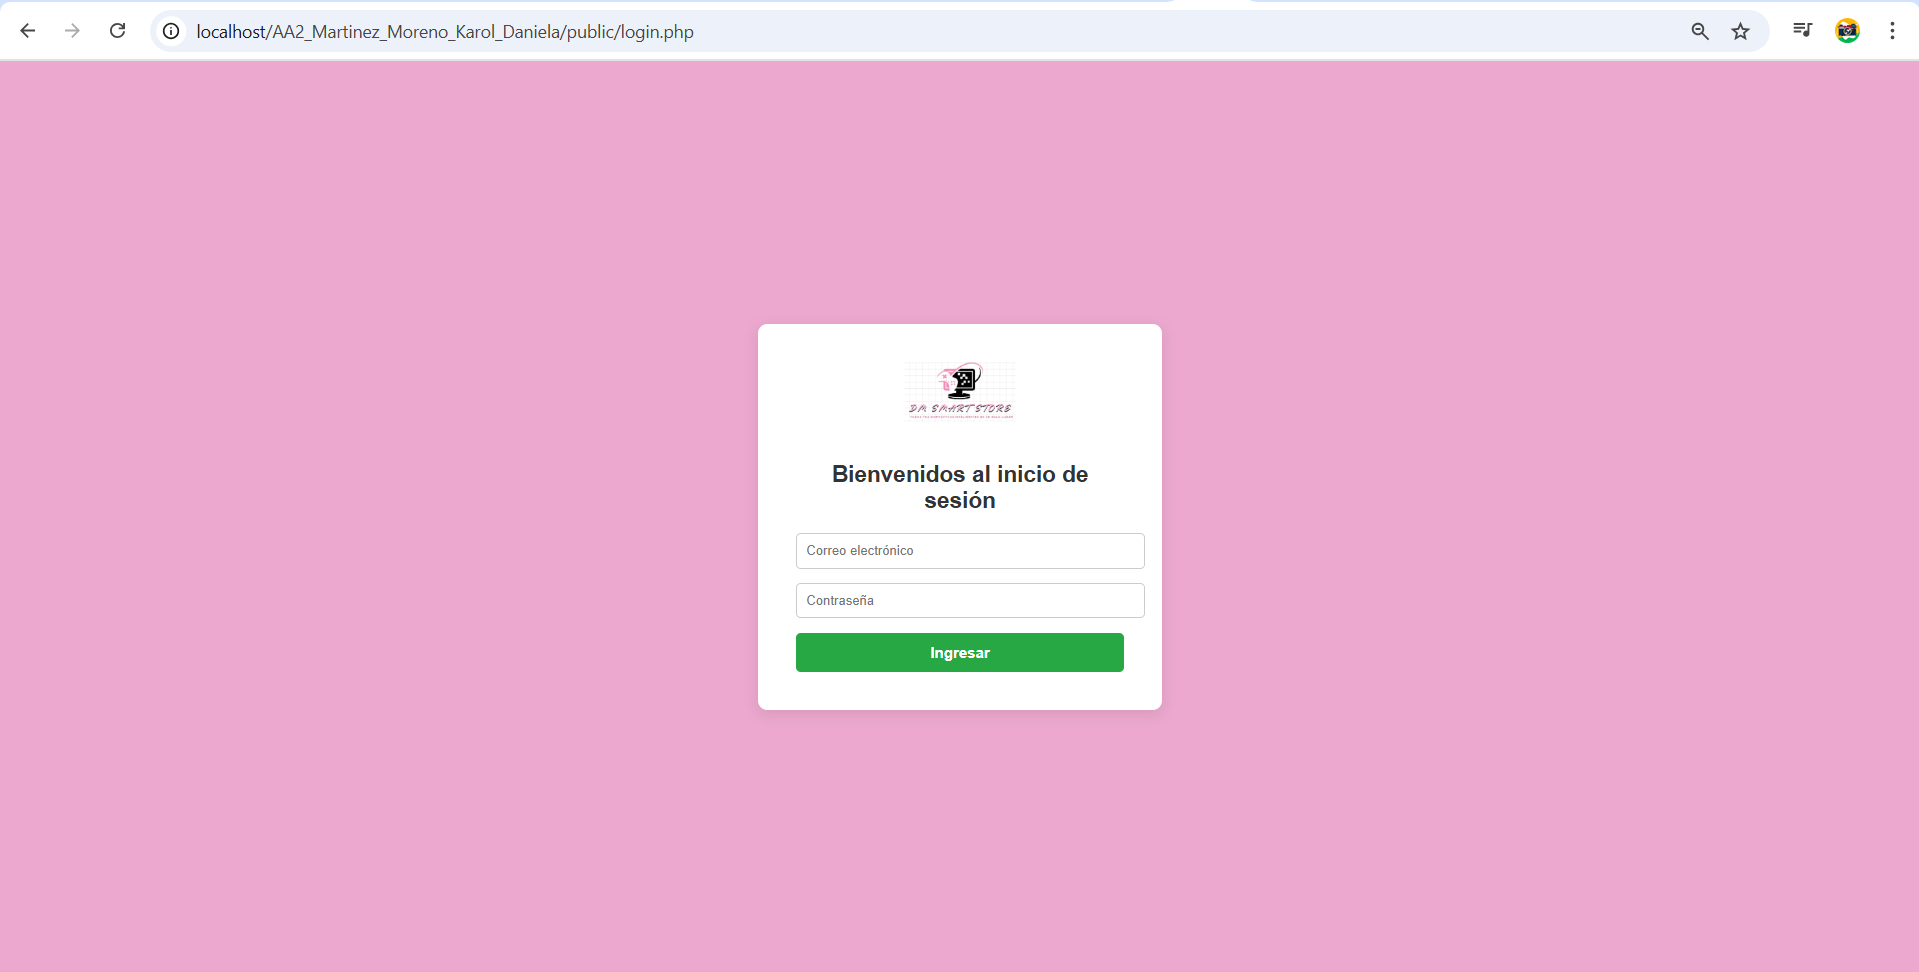 localhost/AA2_Martinez_Moreno_Karol_Daniela/public/login.php
DM SMART STORE
Bienvenidos al inicio de
sesión
Correo electrónico
Contraseña
Ingresar